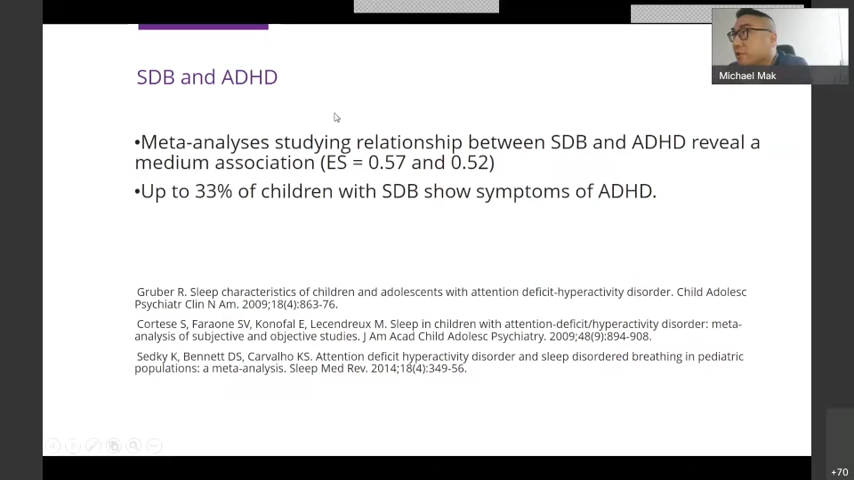 Michael Mak
SDB and ADHD
•Meta-analyses studying relationship between SDB and ADHD reveal a
medium association (ES = 0.57 and 0.52)
•Up to 33% of children with SDB show symptoms of ADHD.
Gruber R. Sleep characteristics of children and adolescents with attention deficit-hyperactivity disorder. Child Adolesc
Psychiatr Clin N Am. 2009;18(4):863-76.
Cortese S, Faraone SV, Konofal E, Lecendreux M. Sleep in children with attention-deficit/hyperactivity disorder: meta-
analysis of subjective and objective studies. J Am Acad Child Adolesc Psychiatry. 2009;48(9):894-908.
Sedky K, Bennett DS, Carvalho KS. Attention deficit hyperactivity disorder and sleep disordered breathing in pediatric
populations: a meta-analysis. Sleep Med Rev. 2014;18(4):349-56.
+70